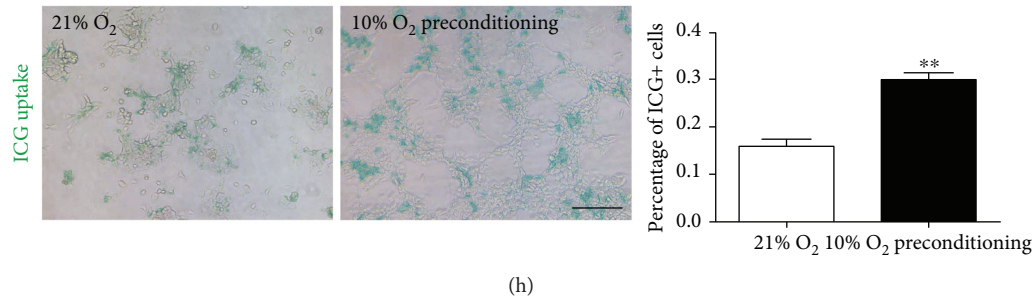 ICG uptake
21% O₂
10% O₂ preconditioning
Percentage of ICG+ cells
0.4
0.3
0.2
0.1
0.0
**
21% O₂ 10% O₂ preconditioning
(h)